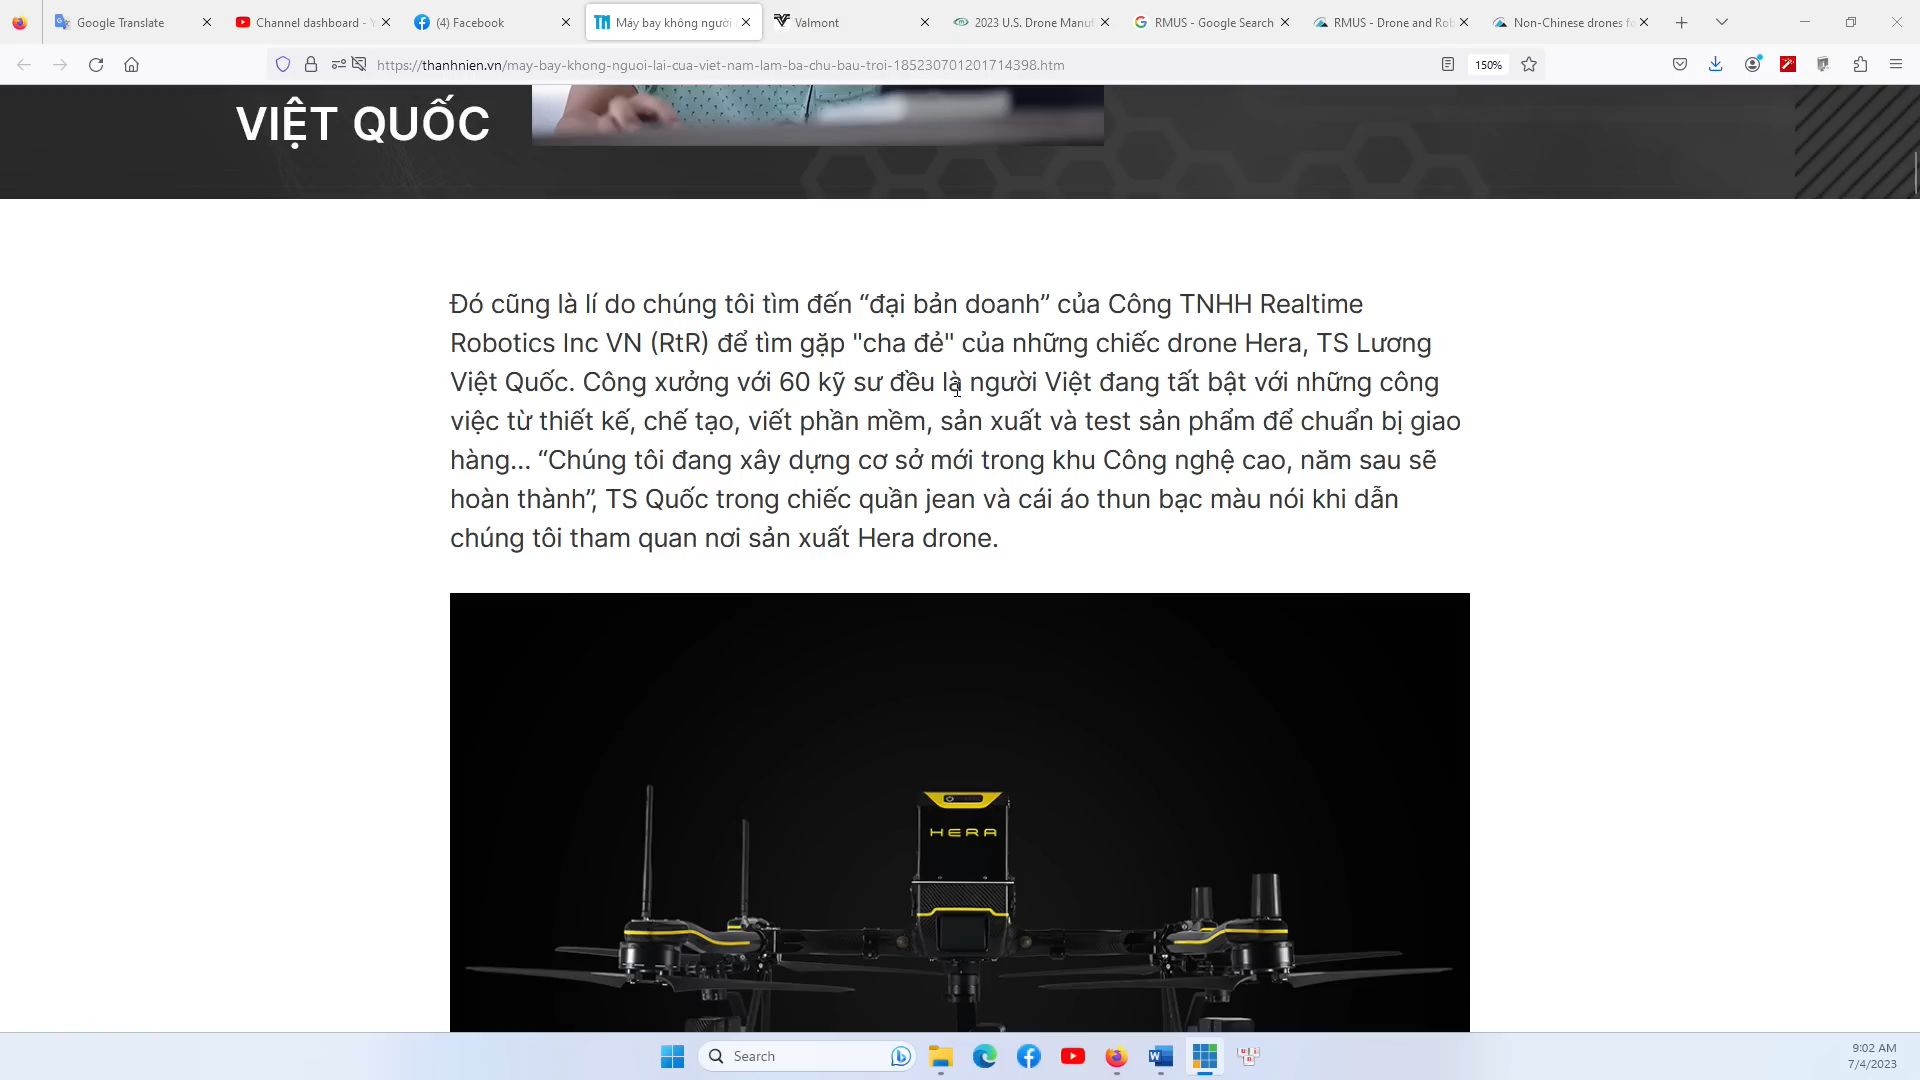 Google Translate
Channel dashboard - Y
(4) Facebook
Máy bay không người
Valmont
2023 U.S. Drone Manuf
RMUS - Google Search
RMUS - Drone and Rob
Non-Chinese drones fo
https://thanhnien.vn/may-bay-khong-nguoi-lai-cua-viet-nam-lam-ba-chu-bau-troi-185230701201714398.htm
150%
VIỆT QUỐC
Đó cũng là lí do chúng tôi tìm đến “đại bản doanh” của Công TNHH Realtime
Robotics Inc VN (RtR) để tìm gặp "cha đẻ" của những chiếc drone Hera, TS Lương
Việt Quốc. Công xưởng với 60 kỹ sư đều là người Việt đang tất bật với những công
việc từ thiết kế, chế tạo, viết phần mềm, sản xuất và test sản phẩm để chuẩn bị giao
hàng... “Chúng tôi đang xây dựng cơ sở mới trong khu Công nghệ cao, năm sau sẽ
hoàn thành”, TS Quốc trong chiếc quần jean và cái áo thun bạc màu nói khi dẫn
chúng tôi tham quan nơi sản xuất Hera drone.
HERA
Search
9:02 AM
7/4/2023